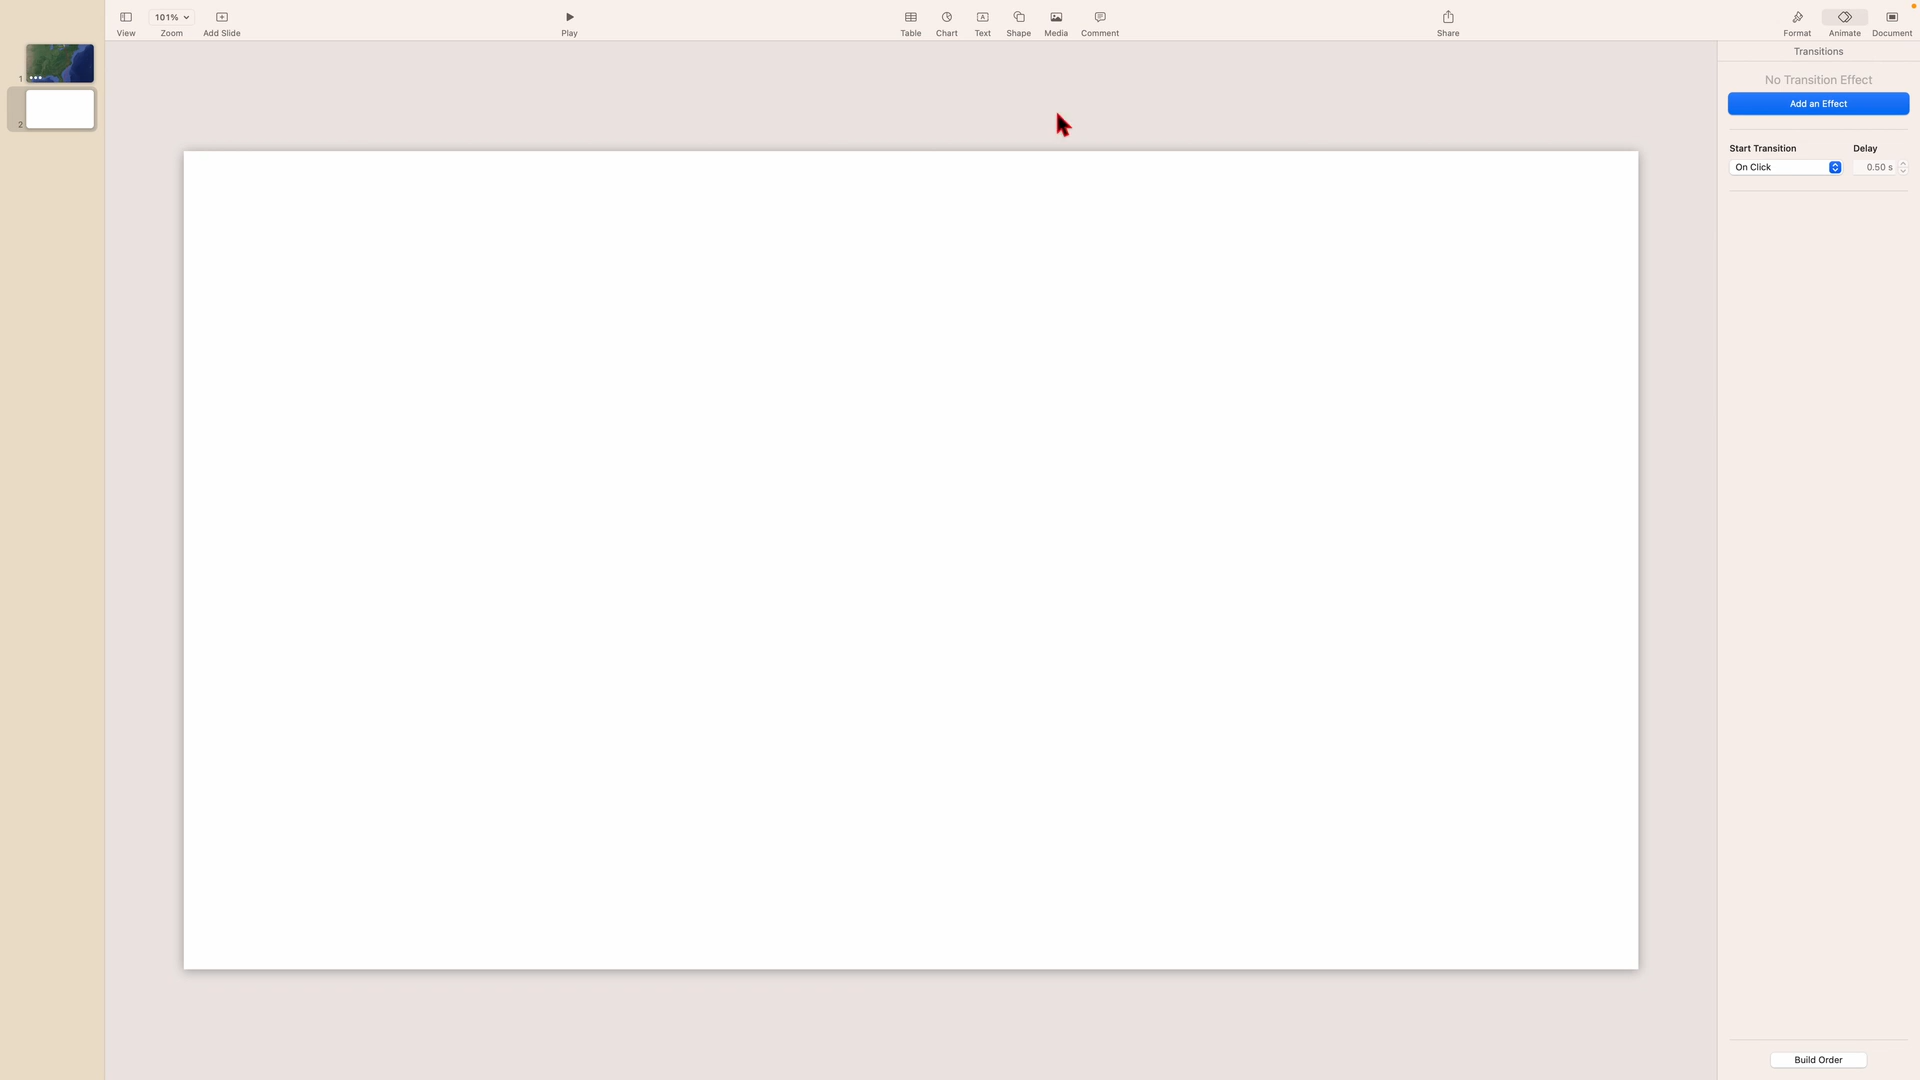 101%
View
Zoom
Add Slide
Play
Table
Chart
Text
Shape
Media
Comment
Share
Format
Animate
Document
Transitions
No Transition Effect
Add an Effect
Start Transition
Delay
On Click
0.50 s
1
2
Build Order